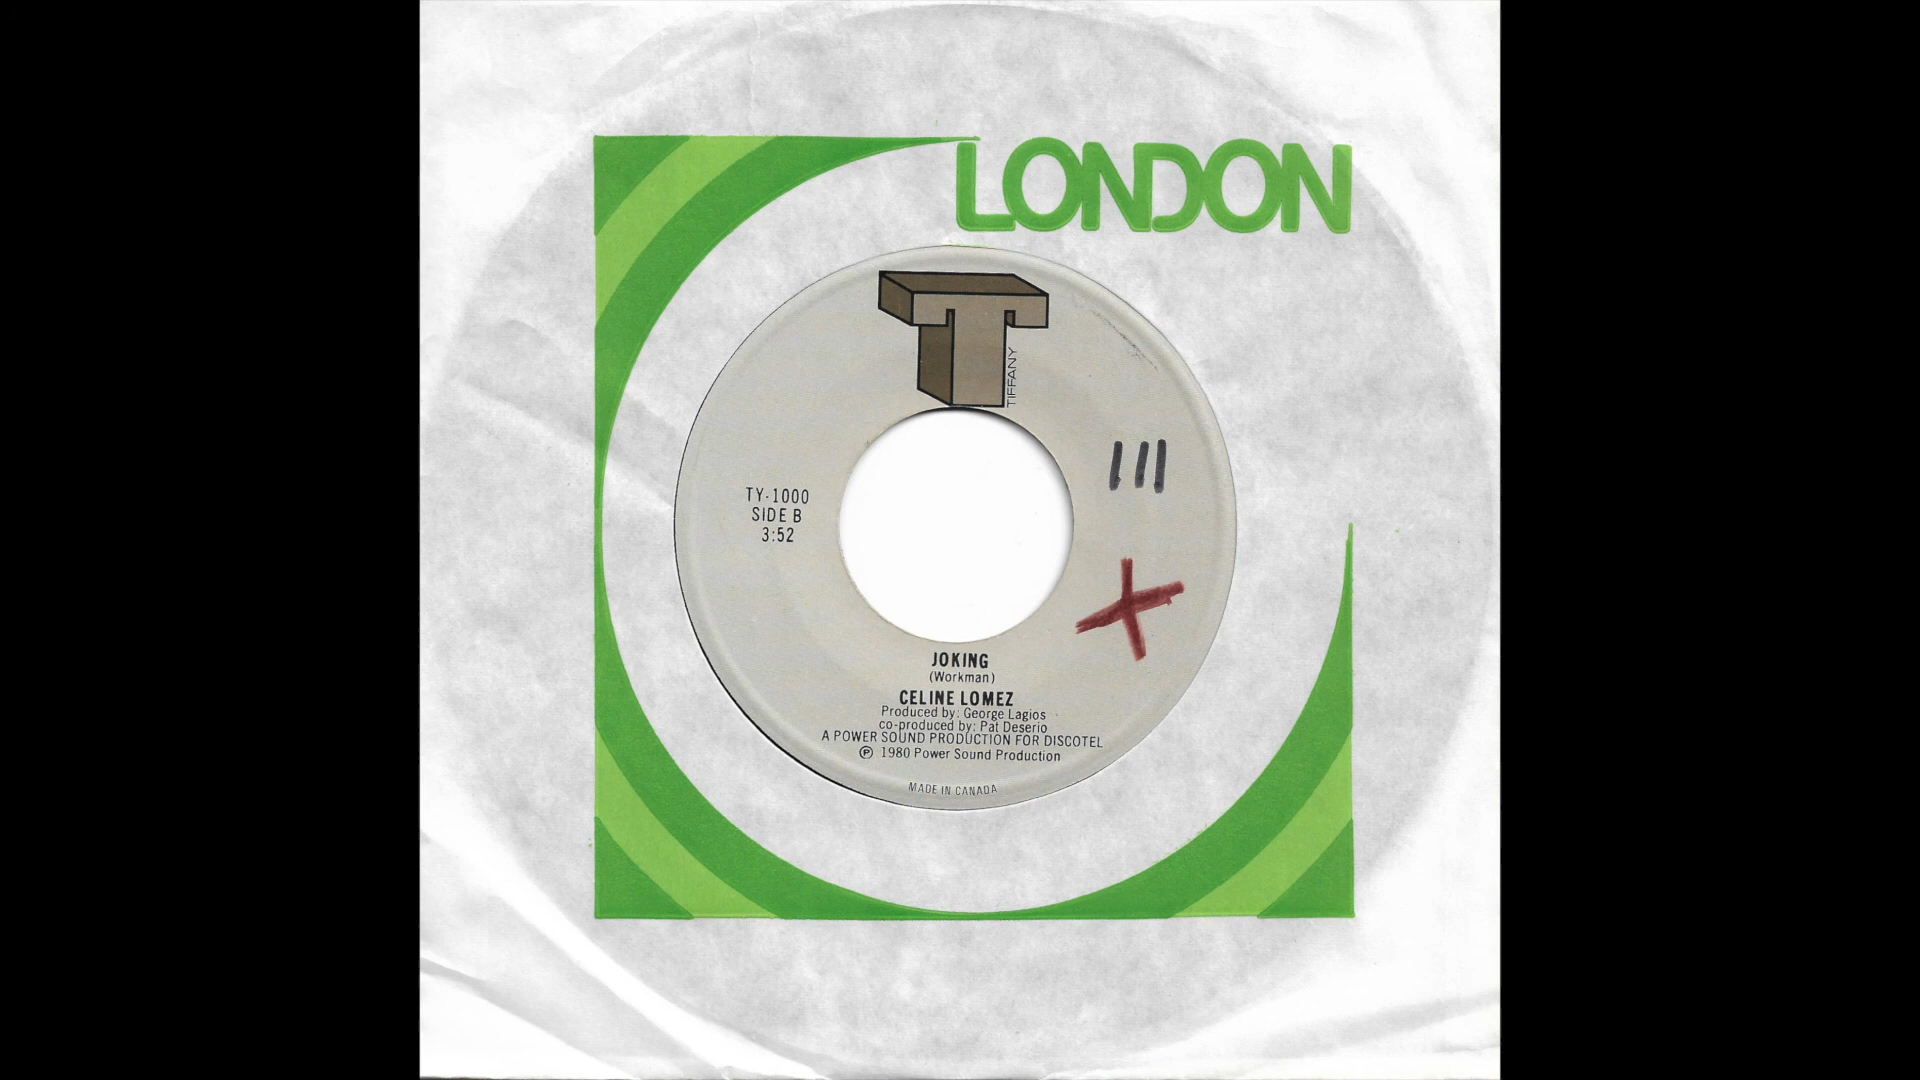 LONDON
T
TIFFANY
TY-1000
SIDE B
3:52
111
JOKING
(Workman)
CELINE LOMEZ
Produced by: George Lagios
co-produced by: Pat Deserio
A POWER SOUND PRODUCTION FOR DISCOTEL
℗ 1980 Power Sound Production
MADE IN CANADA